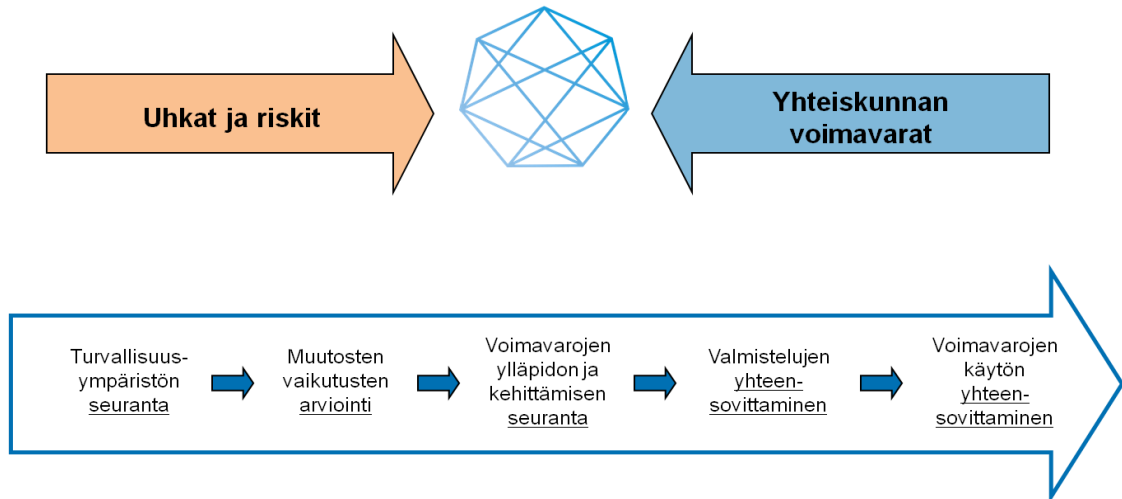 Uhkat ja riskit
Yhteiskunnan
voimavarat
Turvallisuus-
ympäristön
seuranta
Muutosten
vaikutusten
arviointi
Voimavarojen
ylläpidon ja
kehittämisen
seuranta
Valmistelujen
yhteen-
sovittaminen
Voimavarojen
käytön
yhteen-
sovittaminen